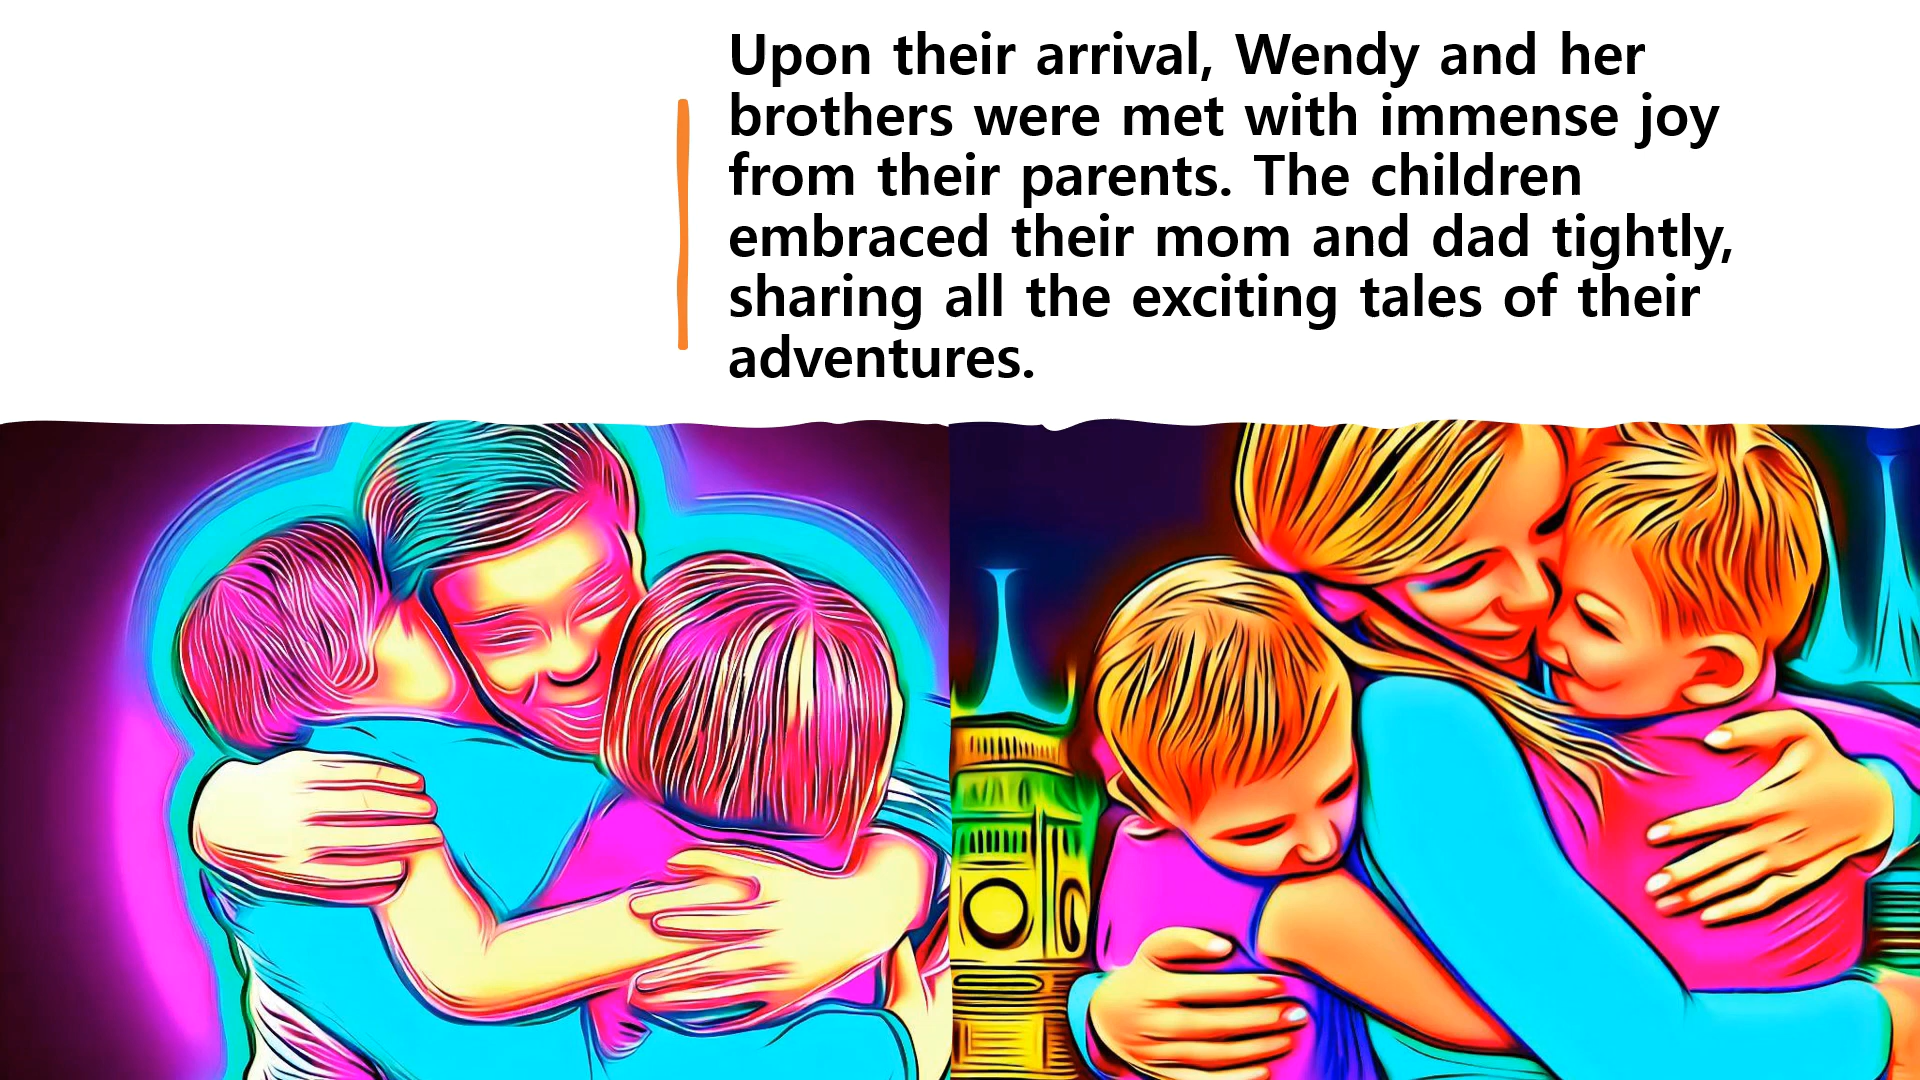 Upon their arrival, Wendy and her
brothers were met with immense joy
from their parents. The children
embraced their mom and dad tightly,
sharing all the exciting tales of their
adventures.